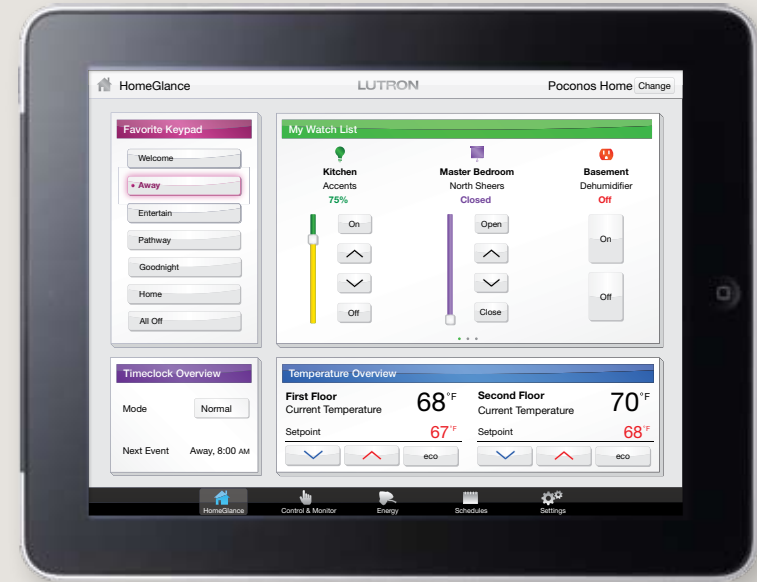 HomeGlance
LUTRON
Poconos Home Change
Favorite Keypad
Welcome
• Away
Entertain
Pathway
Goodnight
Home
All Off
My Watch List
Kitchen
Accents
75%
On
Off
Master Bedroom
North Sheers
Closed
Open
Close
Basement
Dehumidifier
Off
On
Off
Timeclock Overview
Mode Normal
Next Event Away, 8:00 AM
Temperature Overview
First Floor
Current Temperature 68°F
Setpoint 67°F
eco
Second Floor
Current Temperature 70°F
Setpoint 68°F
eco
HomeGlance Control & Monitor Energy Schedules Settings